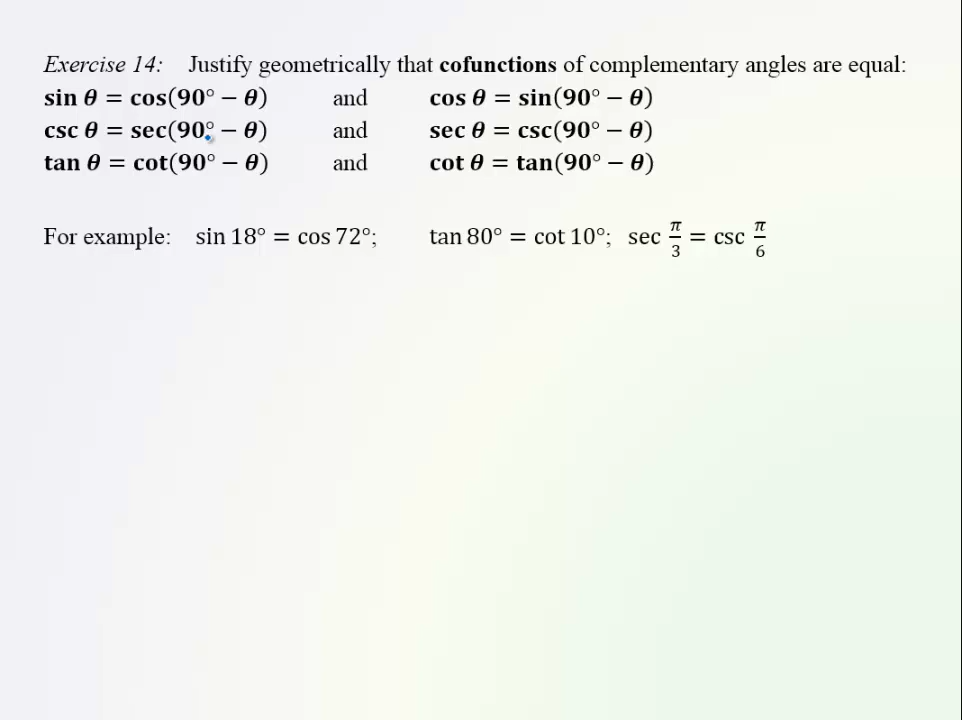 Exercise 14: Justify geometrically that cofunctions of complementary angles are equal:
sin θ = cos(90° − θ) and cos θ = sin(90° − θ)
csc θ = sec(90° − θ) and sec θ = csc(90° − θ)
tan θ = cot(90° − θ) and cot θ = tan(90° − θ)
For example: sin 18° = cos 72°; tan 80° = cot 10°; sec π/3 = csc π/6